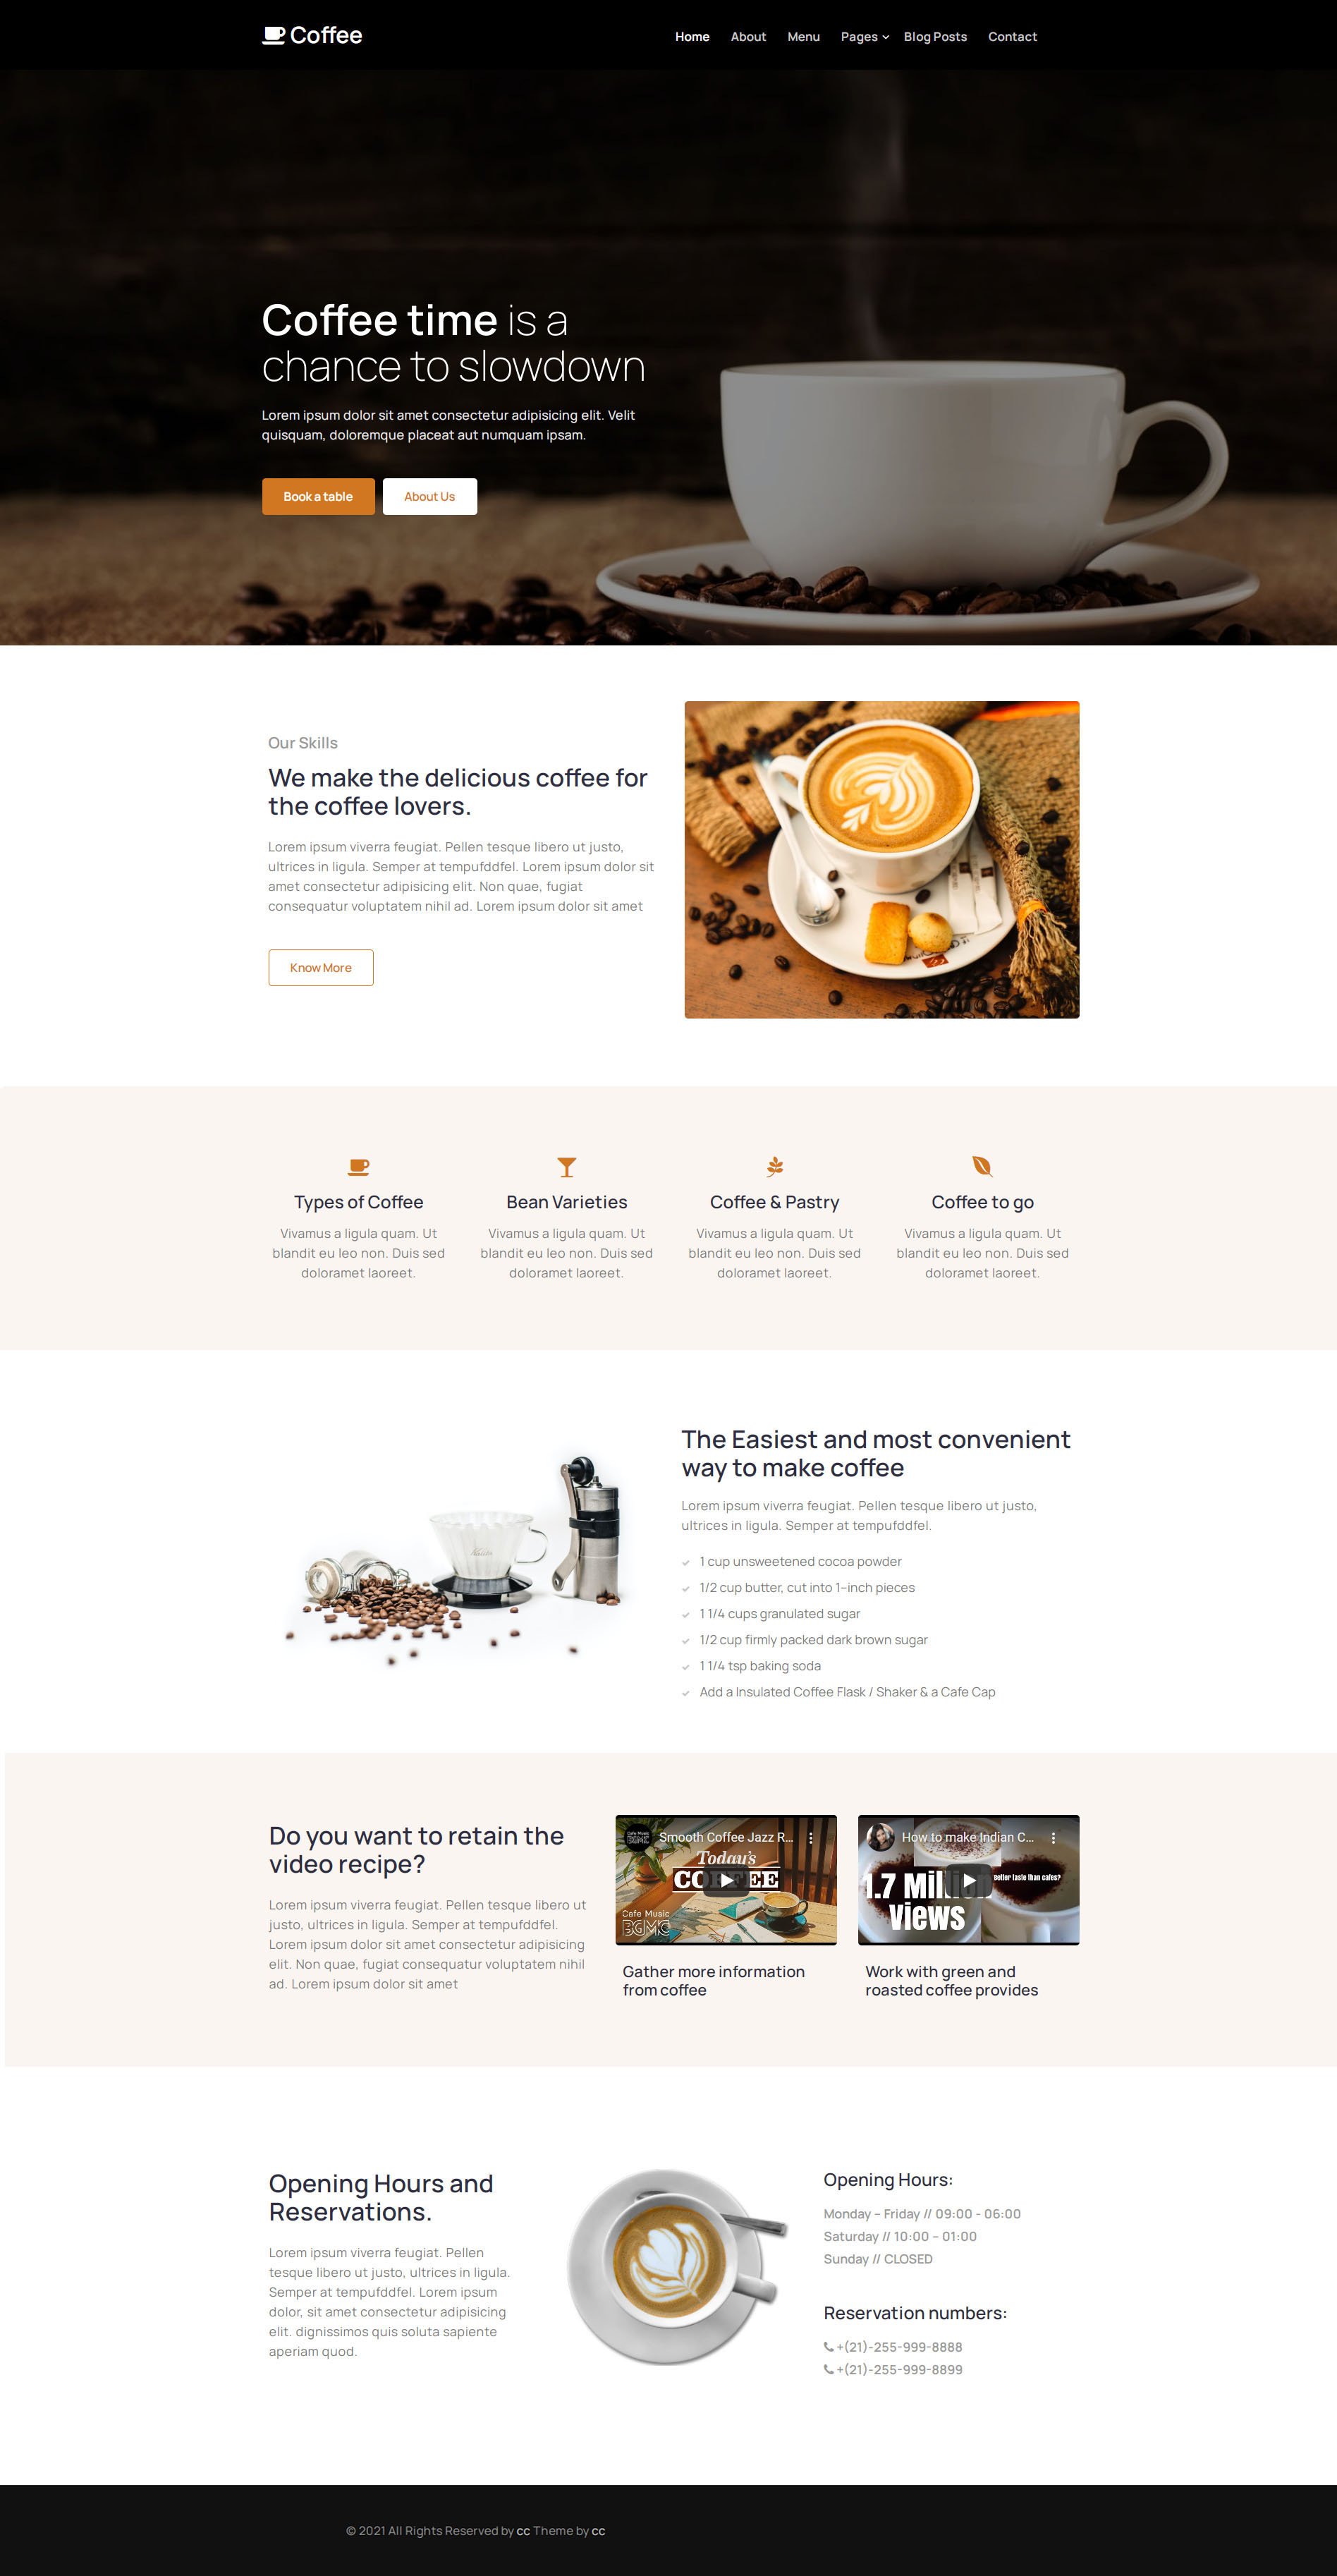 Coffee
Home About Menu Pages Blog Posts Contact
Coffee time is a
chance to slowdown
Lorem ipsum dolor sit amet consectetur adipisicing elit. Velit
quisquam, doloremque placeat aut numquam ipsam.
Book a table About Us
Our Skills
We make the delicious coffee for
the coffee lovers.
Lorem ipsum viverra feugiat. Pellen tesque libero ut justo,
ultrices in ligula. Semper at tempufddfel. Lorem ipsum dolor sit
amet consectetur adipisicing elit. Non quae, fugiat
consequatur voluptatem nihil ad. Lorem ipsum dolor sit amet
Know More
Types of Coffee
Vivamus a ligula quam. Ut
blandit eu leo non. Duis sed
doloramet laoreet.
Bean Varieties
Vivamus a ligula quam. Ut
blandit eu leo non. Duis sed
doloramet laoreet.
Coffee & Pastry
Vivamus a ligula quam. Ut
blandit eu leo non. Duis sed
doloramet laoreet.
Coffee to go
Vivamus a ligula quam. Ut
blandit eu leo non. Duis sed
doloramet laoreet.
The Easiest and most convenient
way to make coffee
Lorem ipsum viverra feugiat. Pellen tesque libero ut justo,
ultrices in ligula. Semper at tempufddfel.
1 cup unsweetened cocoa powder
1/2 cup butter, cut into 1-inch pieces
1 1/4 cups granulated sugar
1/2 cup firmly packed dark brown sugar
1 1/4 tsp baking soda
Add a Insulated Coffee Flask / Shaker & a Cafe Cap
Do you want to retain the
video recipe?
Lorem ipsum viverra feugiat. Pellen tesque libero ut
justo, ultrices in ligula. Semper at tempufddfel.
Lorem ipsum dolor sit amet consectetur adipisicing
elit. Non quae, fugiat consequatur voluptatem nihil
ad. Lorem ipsum dolor sit amet
Smooth Coffee Jazz R...
Today's
Cafe Music
BGMC
Gather more information
from coffee
How to make Indian C...
Better taste than cafes?
1.7
Views
Work with green and
roasted coffee provides
Opening Hours and
Reservations.
Lorem ipsum viverra feugiat. Pellen
tesque libero ut justo, ultrices in ligula.
Semper at tempufddfel. Lorem ipsum
dolor, sit amet consectetur adipisicing
elit. dignissimos quis soluta sapiente
aperiam quod.
Opening Hours:
Monday – Friday // 09:00 - 06:00
Saturday // 10:00 – 01:00
Sunday // CLOSED
Reservation numbers:
+(21)-255-999-8888
+(21)-255-999-8899
© 2021 All Rights Reserved by cc Theme by cc